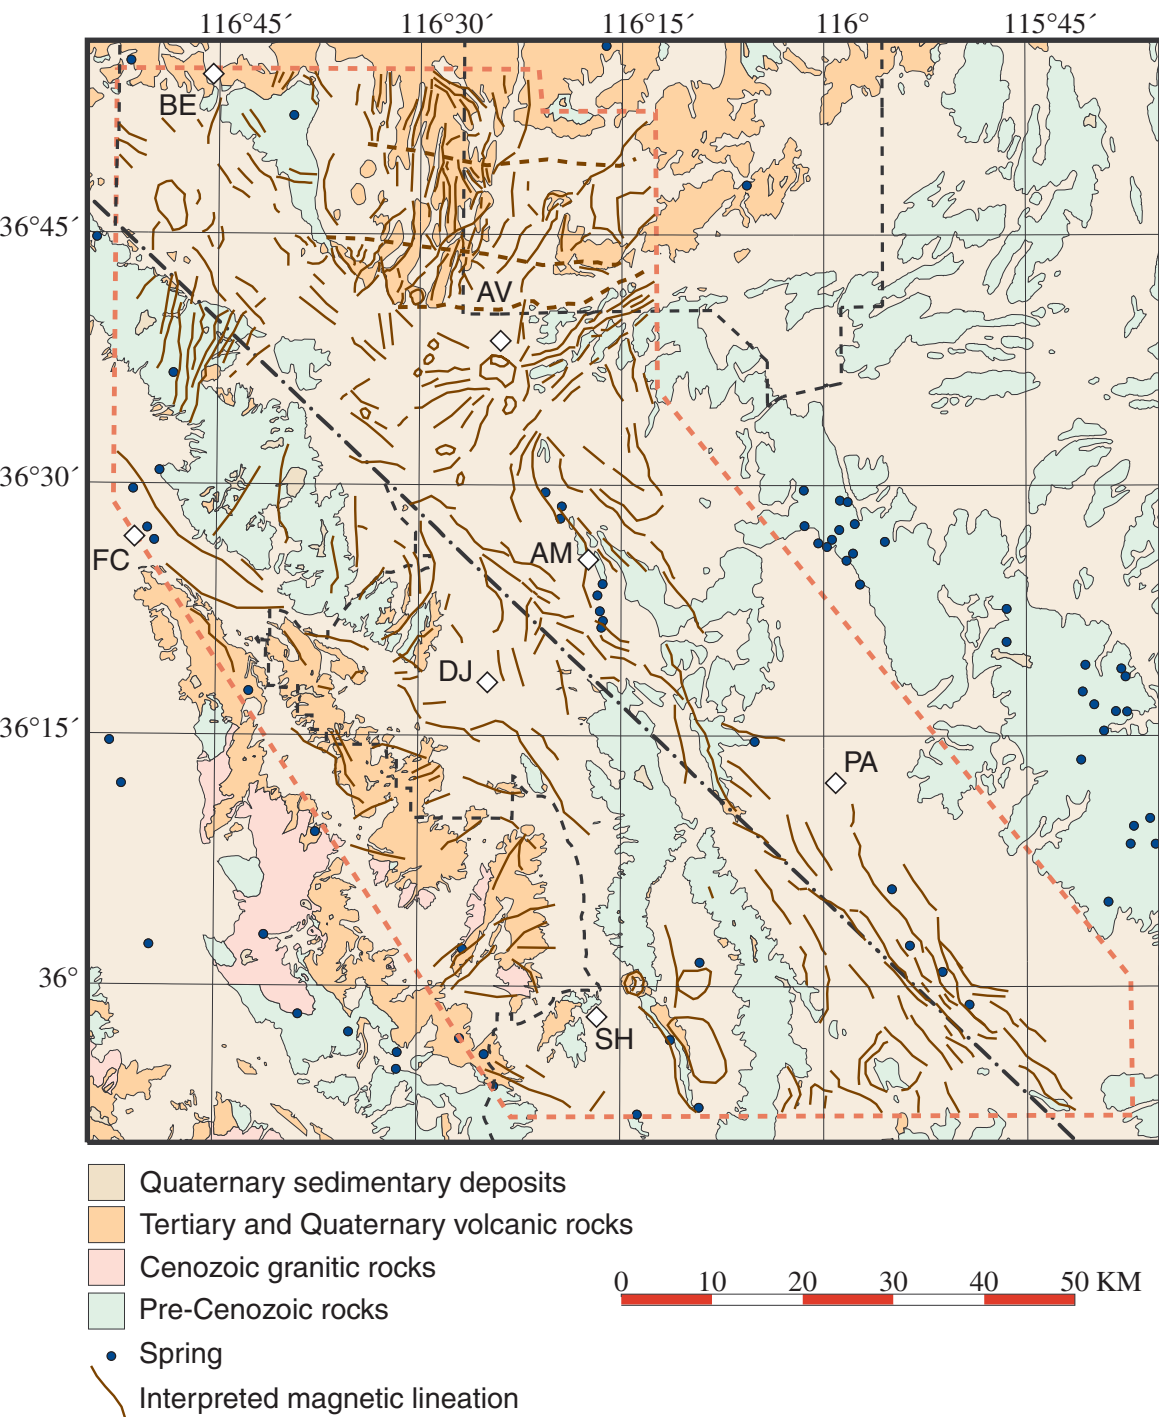 116°45′ 116°30′ 116°15′ 116° 115°45′
BE
36°45′
AV
36°30′
AM
FC
DJ
36°15′
PA
36°
SH
Quaternary sedimentary deposits
Tertiary and Quaternary volcanic rocks
Cenozoic granitic rocks
0 10 20 30 40 50 KM
Pre-Cenozoic rocks
Spring
Interpreted magnetic lineation